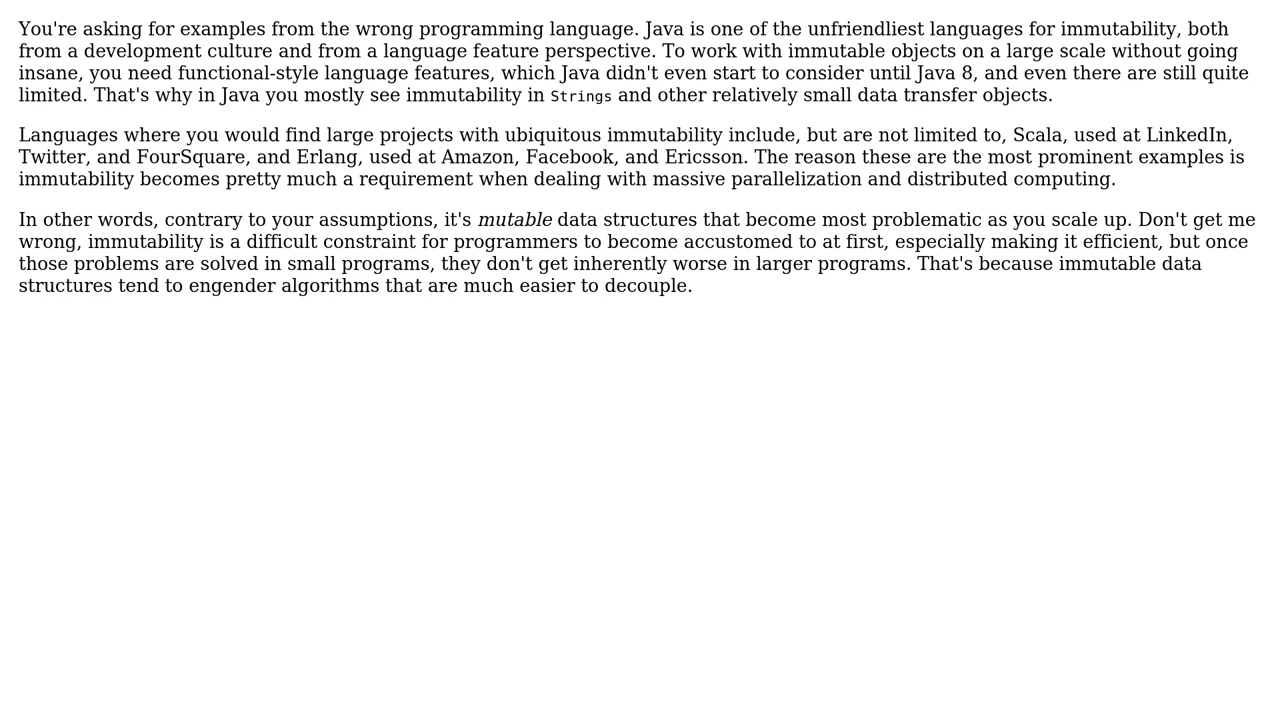 You're asking for examples from the wrong programming language. Java is one of the unfriendliest languages for immutability, both
from a development culture and from a language feature perspective. To work with immutable objects on a large scale without going
insane, you need functional-style language features, which Java didn't even start to consider until Java 8, and even there are still quite
limited. That's why in Java you mostly see immutability in Strings and other relatively small data transfer objects.
Languages where you would find large projects with ubiquitous immutability include, but are not limited to, Scala, used at LinkedIn,
Twitter, and FourSquare, and Erlang, used at Amazon, Facebook, and Ericsson. The reason these are the most prominent examples is
immutability becomes pretty much a requirement when dealing with massive parallelization and distributed computing.
In other words, contrary to your assumptions, it's mutable data structures that become most problematic as you scale up. Don't get me
wrong, immutability is a difficult constraint for programmers to become accustomed to at first, especially making it efficient, but once
those problems are solved in small programs, they don't get inherently worse in larger programs. That's because immutable data
structures tend to engender algorithms that are much easier to decouple.